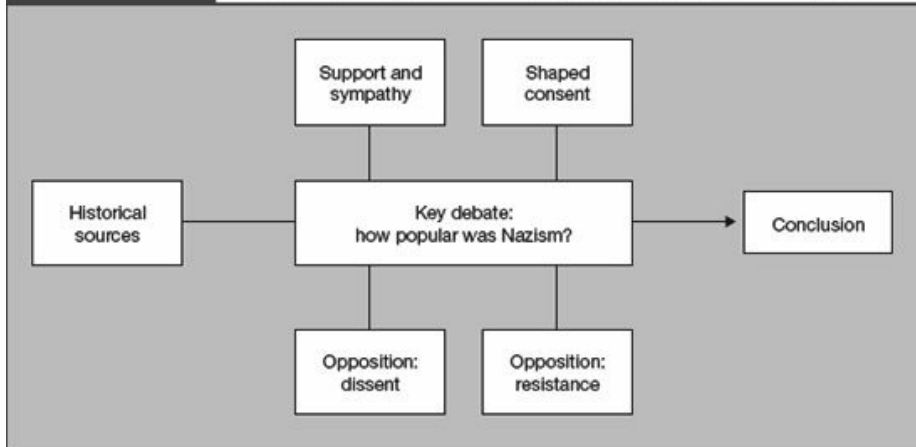 Support and
sympathy
Shaped
consent
Historical
sources
Key debate:
how popular was Nazism?
Conclusion
Opposition:
dissent
Opposition:
resistance